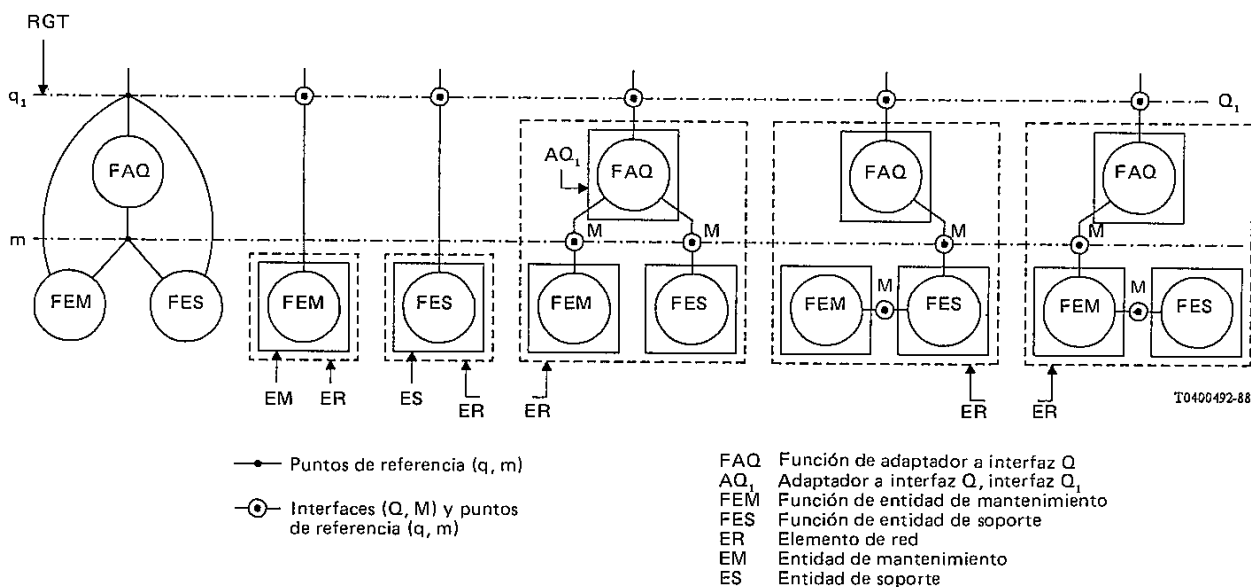 RGT
q₁ Q₁
AQ₁
FAQ FAQ FAQ FAQ
m M M M M
FEM FES FEM FES FEM FES FEM M FES FEM M FES
EM ER ES ER ER ER ER
T0400492-88
Puntos de referencia (q, m)
Interfaces (Q, M) y puntos
de referencia (q, m)
FAQ Función de adaptador a interfaz Q
AQ₁ Adaptador a interfaz Q, interfaz Q₁
FEM Función de entidad de mantenimiento
FES Función de entidad de soporte
ER Elemento de red
EM Entidad de mantenimiento
ES Entidad de soporte